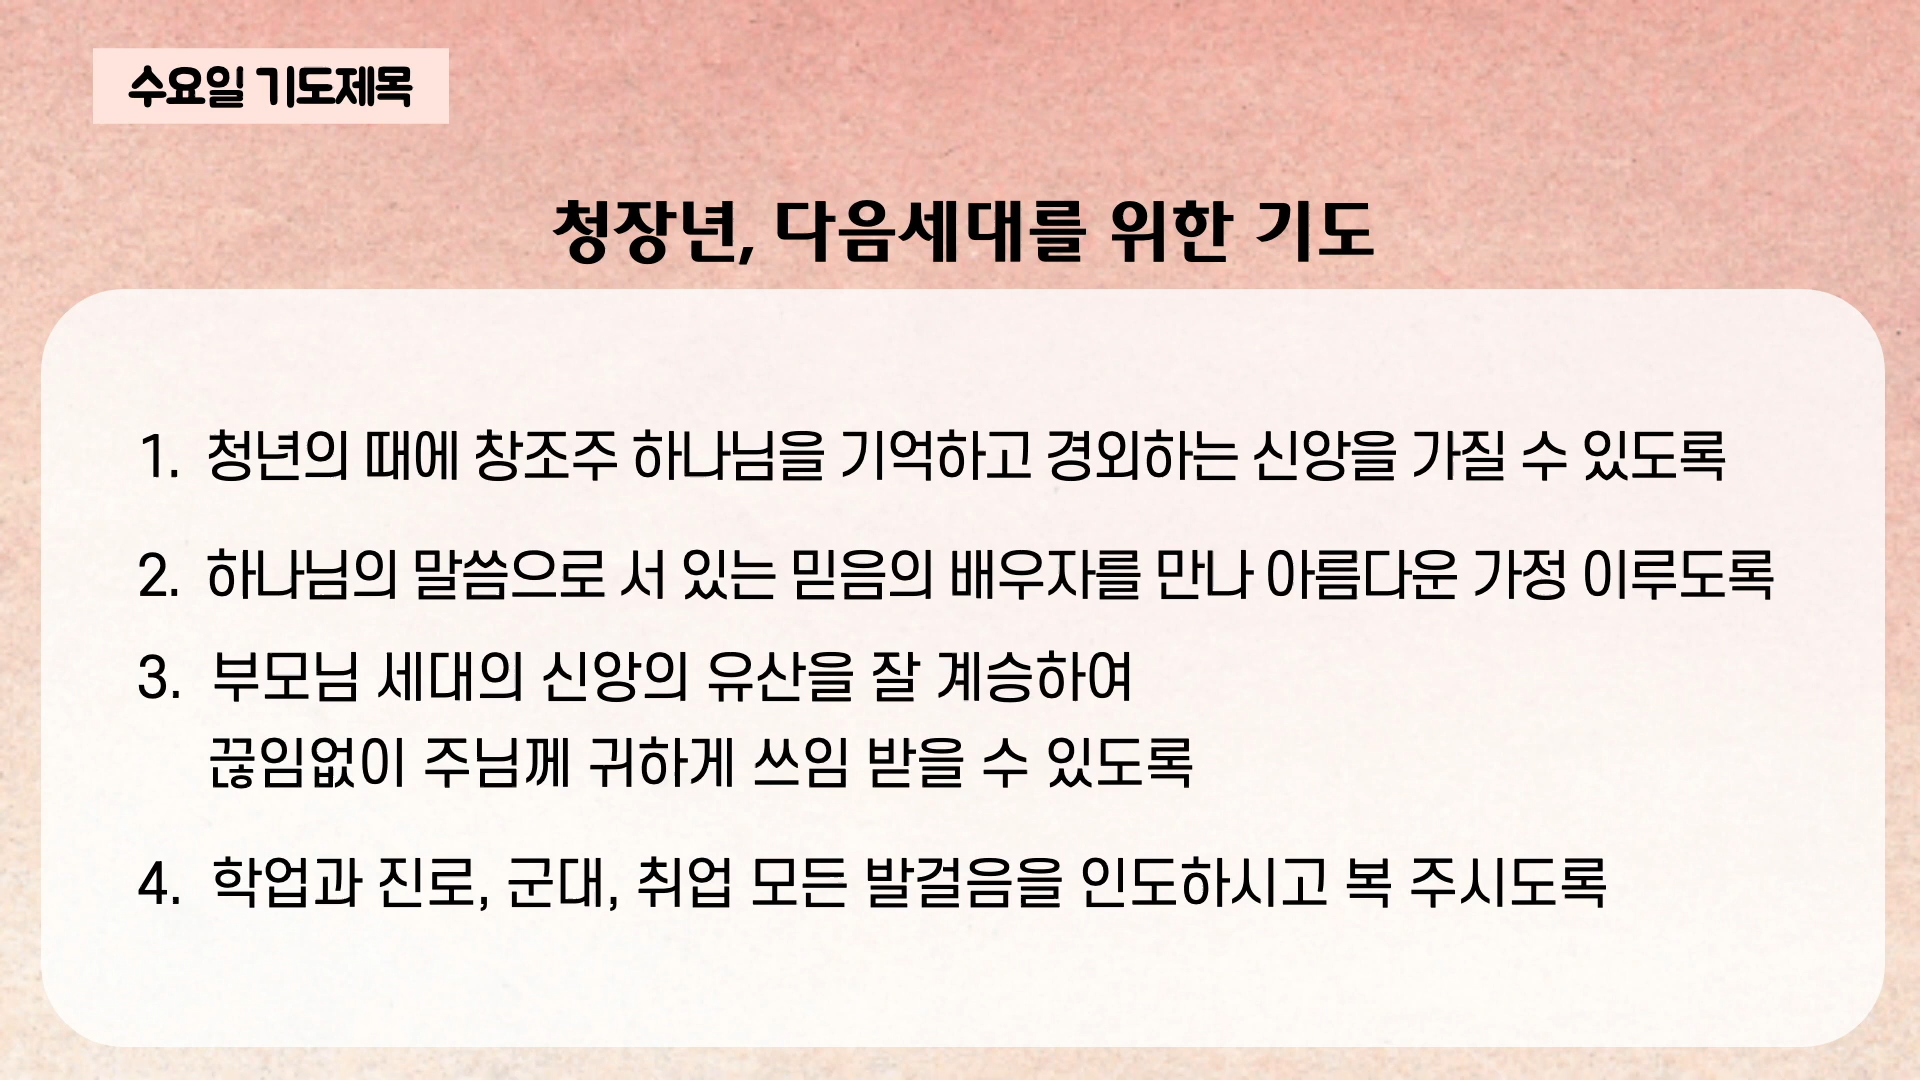 수요일 기도제목
청장년, 다음세대를 위한 기도
1. 청년의 때에 창조주 하나님을 기억하고 경외하는 신앙을 가질 수 있도록
2. 하나님의 말씀으로 서 있는 믿음의 배우자를 만나 아름다운 가정 이루도록
3. 부모님 세대의 신앙의 유산을 잘 계승하여
끊임없이 주님께 귀하게 쓰임 받을 수 있도록
4. 학업과 진로, 군대, 취업 모든 발걸음을 인도하시고 복 주시도록